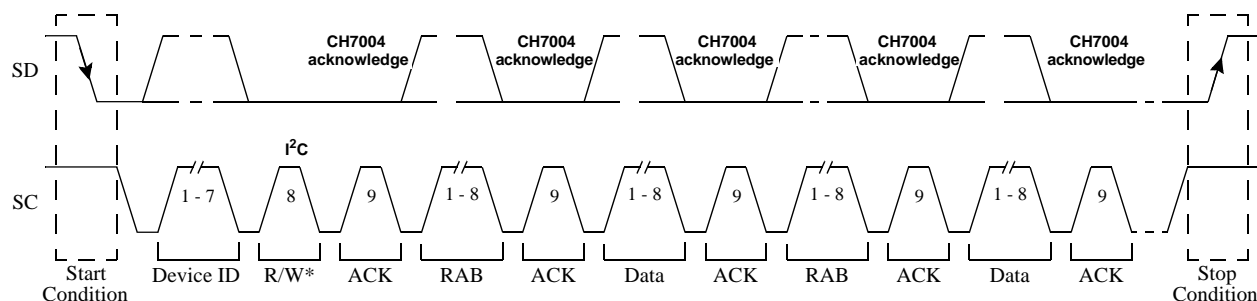 CH7004 CH7004 CH7004 CH7004 CH7004
SD acknowledge acknowledge acknowledge acknowledge acknowledge
I²C
SC 1 - 7 8 9 1 - 8 9 1 - 8 9 1 - 8 9 1 - 8 9
Start Device ID R/W* ACK RAB ACK Data ACK RAB ACK Data ACK Stop
Condition Condition